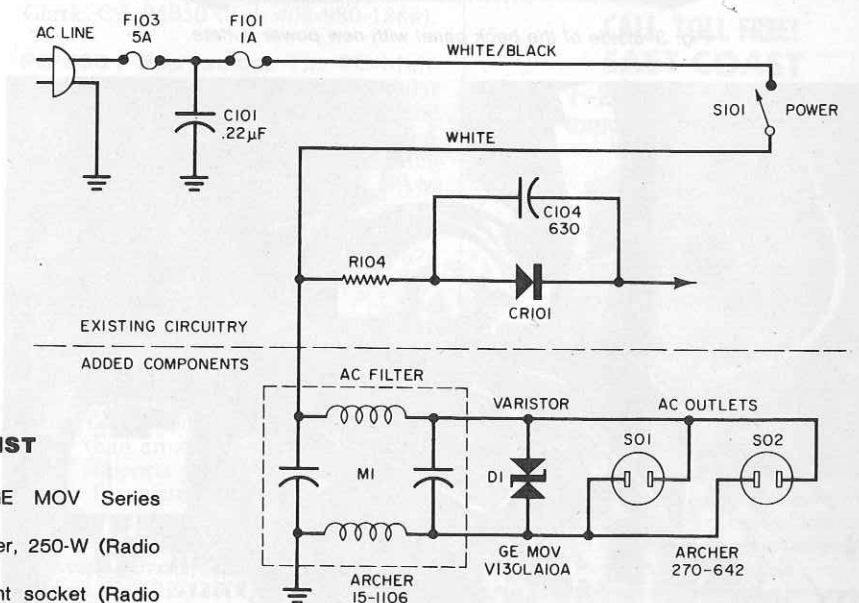 AC LINE
F103
5A
F101
1A
WHITE/BLACK
C101
.22µF
S101
POWER
WHITE
C104
630
R104
CR101
EXISTING CIRCUITRY
ADDED COMPONENTS
AC FILTER
M1
ARCHER
15-1106
VARISTOR
D1
GE MOV
V130LA10A
AC OUTLETS
SO1
SO2
ARCHER
270-642
IST
GE MOV Series
er, 250-W (Radio
nt socket (Radio